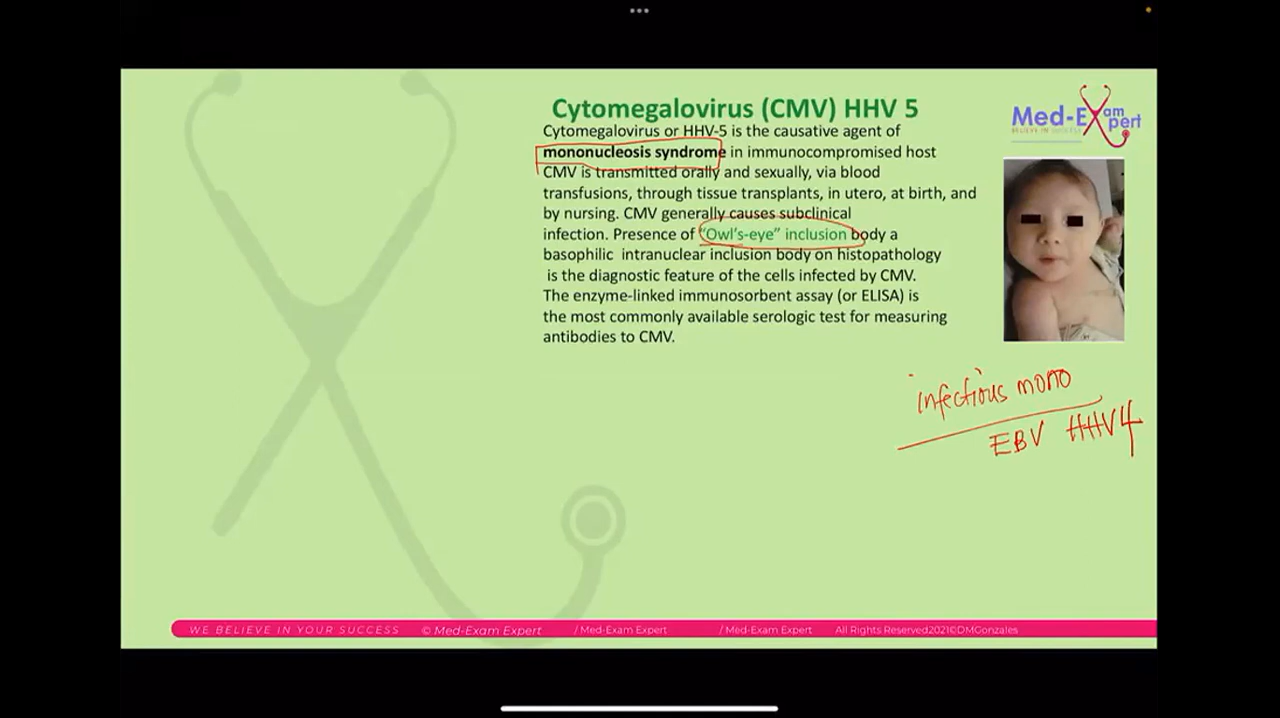 Cytomegalovirus (CMV) HHV 5
Med-Exam Expert
BELIEVE IN SUCCESS
Cytomegalovirus or HHV-5 is the causative agent of
mononucleosis syndrome in immunocompromised host
CMV is transmitted orally and sexually, via blood
transfusions, through tissue transplants, in utero, at birth, and
by nursing. CMV generally causes subclinical
infection. Presence of “Owl’s-eye” inclusion body a
basophilic intranuclear inclusion body on histopathology
is the diagnostic feature of the cells infected by CMV.
The enzyme-linked immunosorbent assay (or ELISA) is
the most commonly available serologic test for measuring
antibodies to CMV.
infectious mono
EBV HHV4
WE BELIEVE IN YOUR SUCCESS © Med-Exam Expert / Med-Exam Expert / Med-Exam Expert All Rights Reserved2021©DMGonzales